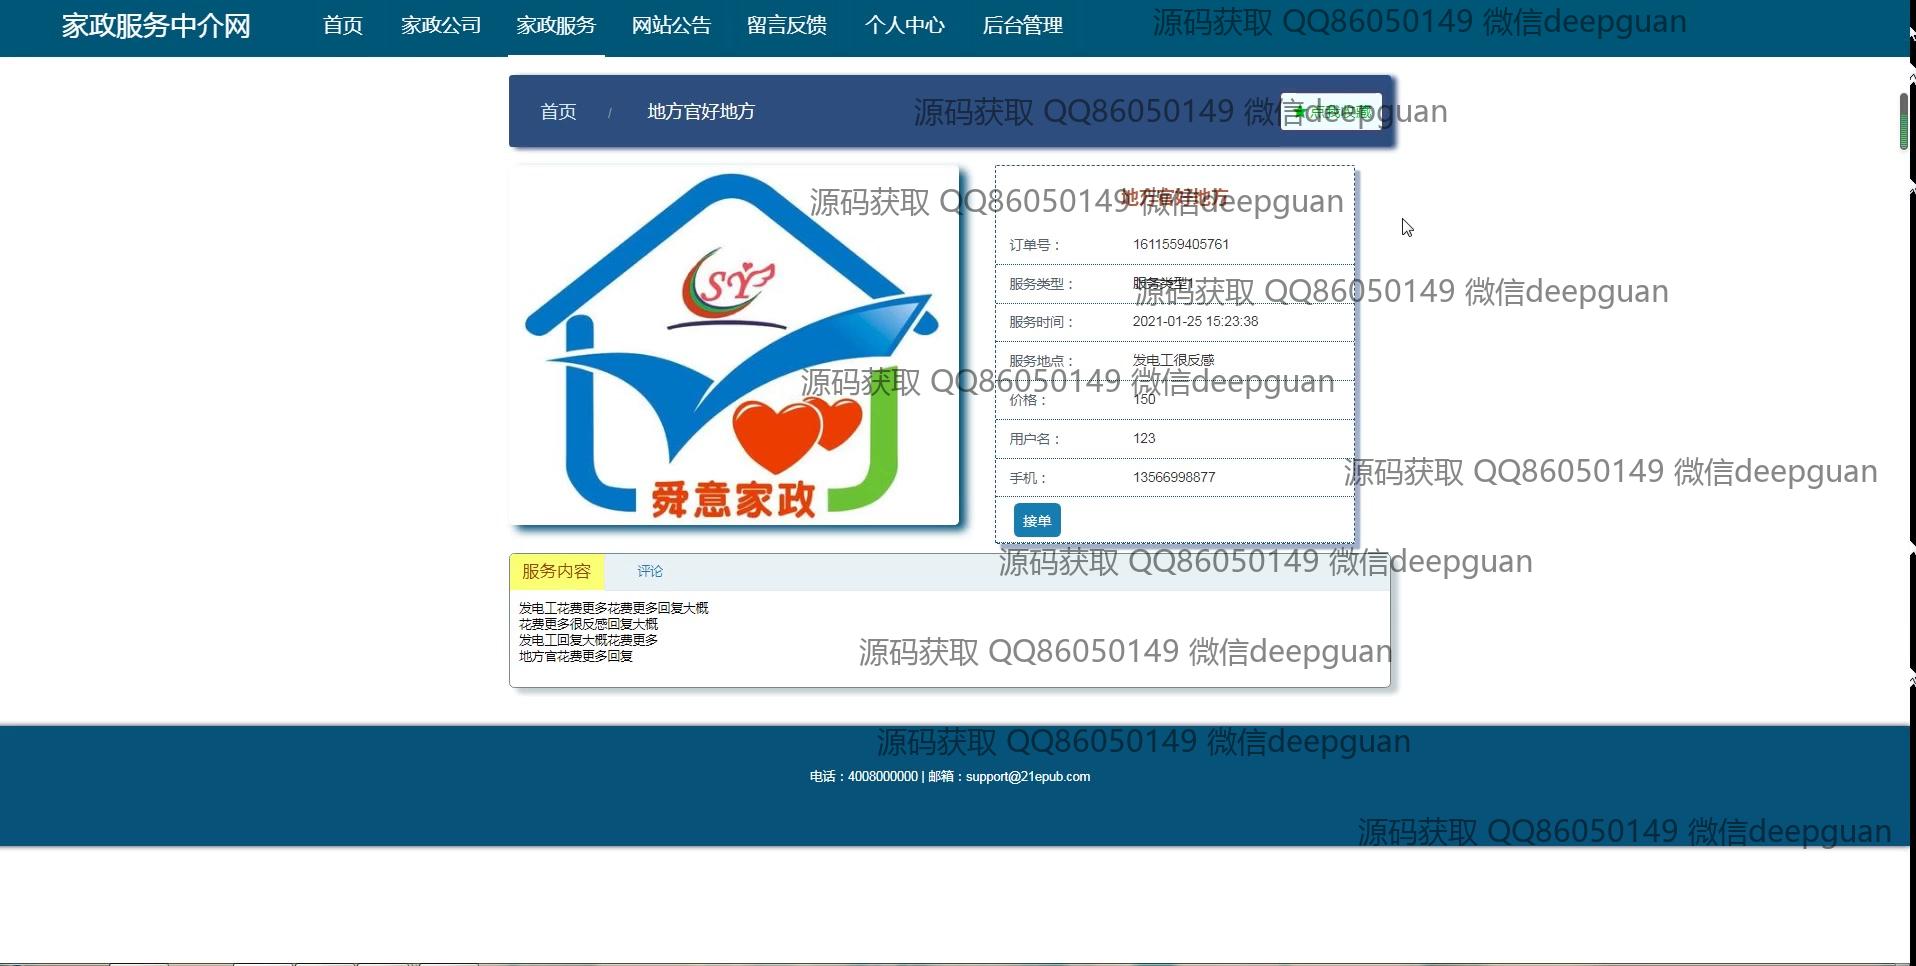 家政服务中介网 首页 家政公司 家政服务 网站公告 留言反馈 个人中心 后台管理
源码获取 QQ86050149 微信deepguan
首页 / 地方官好地方
源码获取 QQ86050149 微信deepguan
点我收藏
地方官好地方
源码获取 QQ86050149 微信deepguan
订单号： 1611559405761
服务类型： 服务类型1
源码获取 QQ86050149 微信deepguan
服务时间： 2021-01-25 15:23:38
服务地点： 发电工很反感
源码获取 QQ86050149 微信deepguan
价格： 150
用户名： 123
手机： 13566998877
源码获取 QQ86050149 微信deepguan
接单
SY
舜意家政
源码获取 QQ86050149 微信deepguan
服务内容 评论
发电工花费更多花费更多回复大概
花费更多很反感回复大概
发电工回复大概花费更多
地方官花费更多回复
源码获取 QQ86050149 微信deepguan
源码获取 QQ86050149 微信deepguan
电话：4008000000 | 邮箱：support@21epub.com
源码获取 QQ86050149 微信deepguan